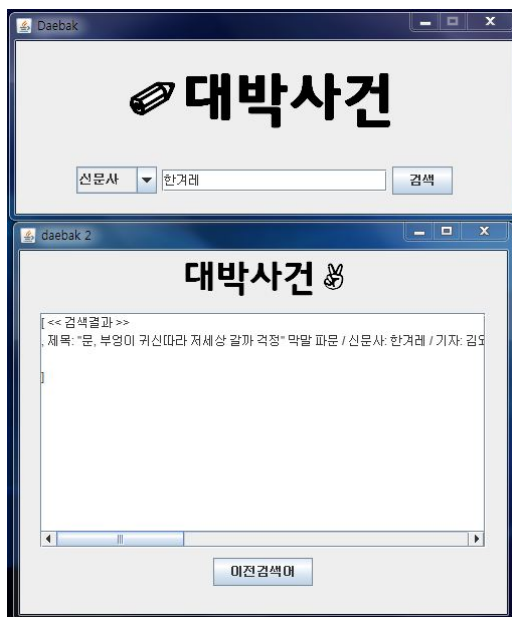 Daebak
대박사건
신문사 한겨레 검색
daebak 2
대박사건
[ << 검색결과 >>
, 제목: "문, 부엉이 귀신따라 저세상 갈까 걱정" 막말 파문 / 신문사: 한겨레 / 기자:
]
이전검색어